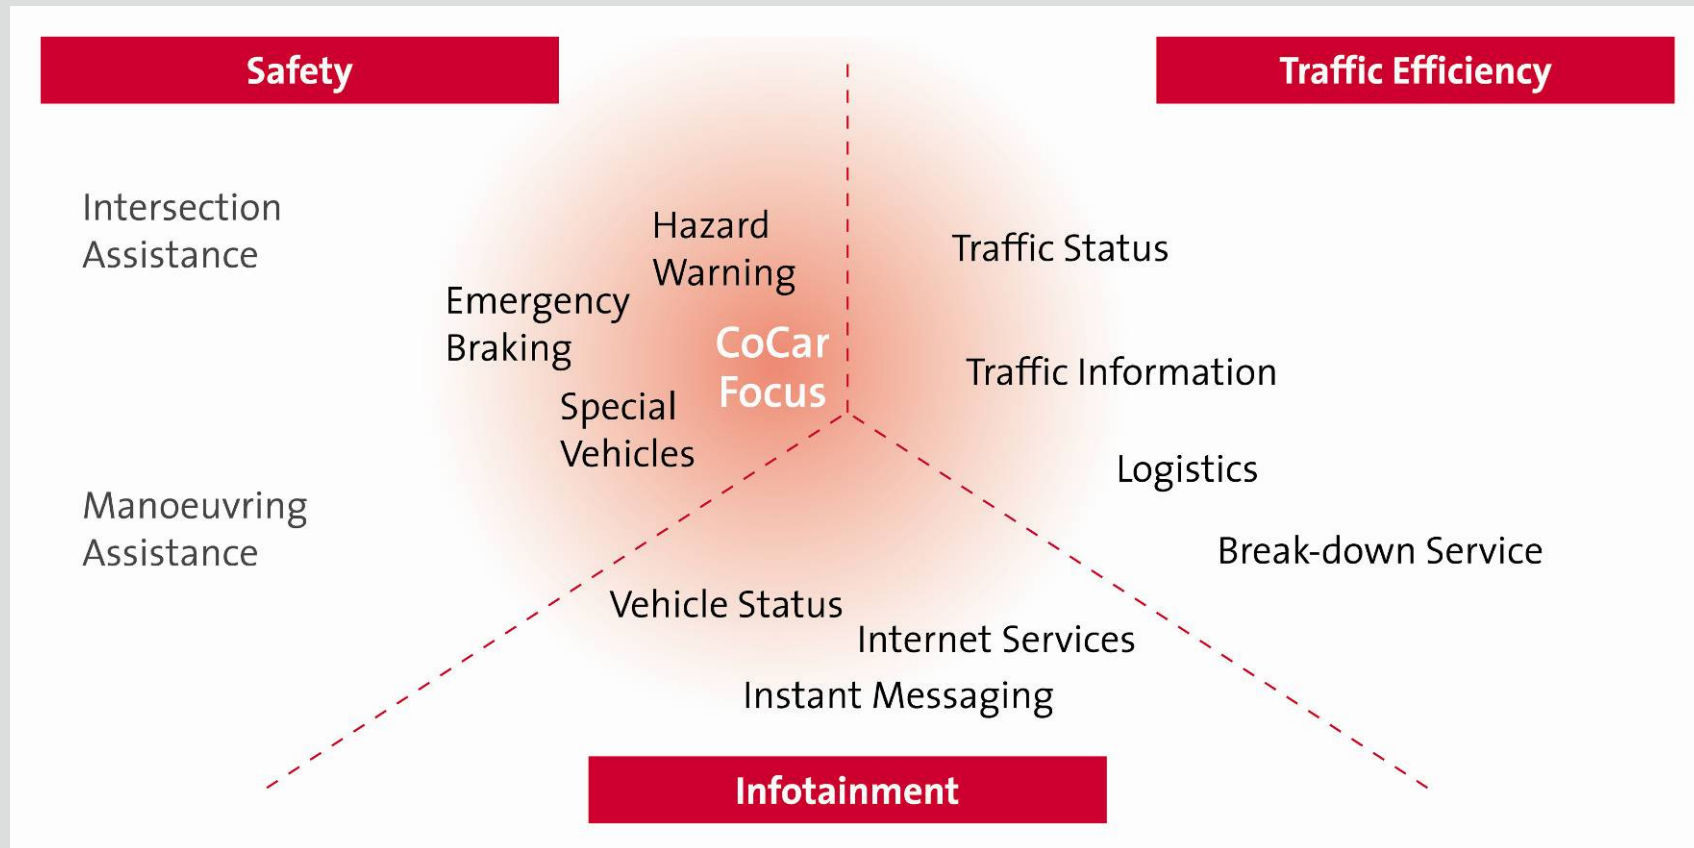 Safety
Traffic Efficiency
Intersection
Assistance
Hazard
Warning
Emergency
Braking
CoCar
Focus
Special
Vehicles
Manoeuvring
Assistance
Traffic Status
Traffic Information
Logistics
Break-down Service
Vehicle Status
Internet Services
Instant Messaging
Infotainment